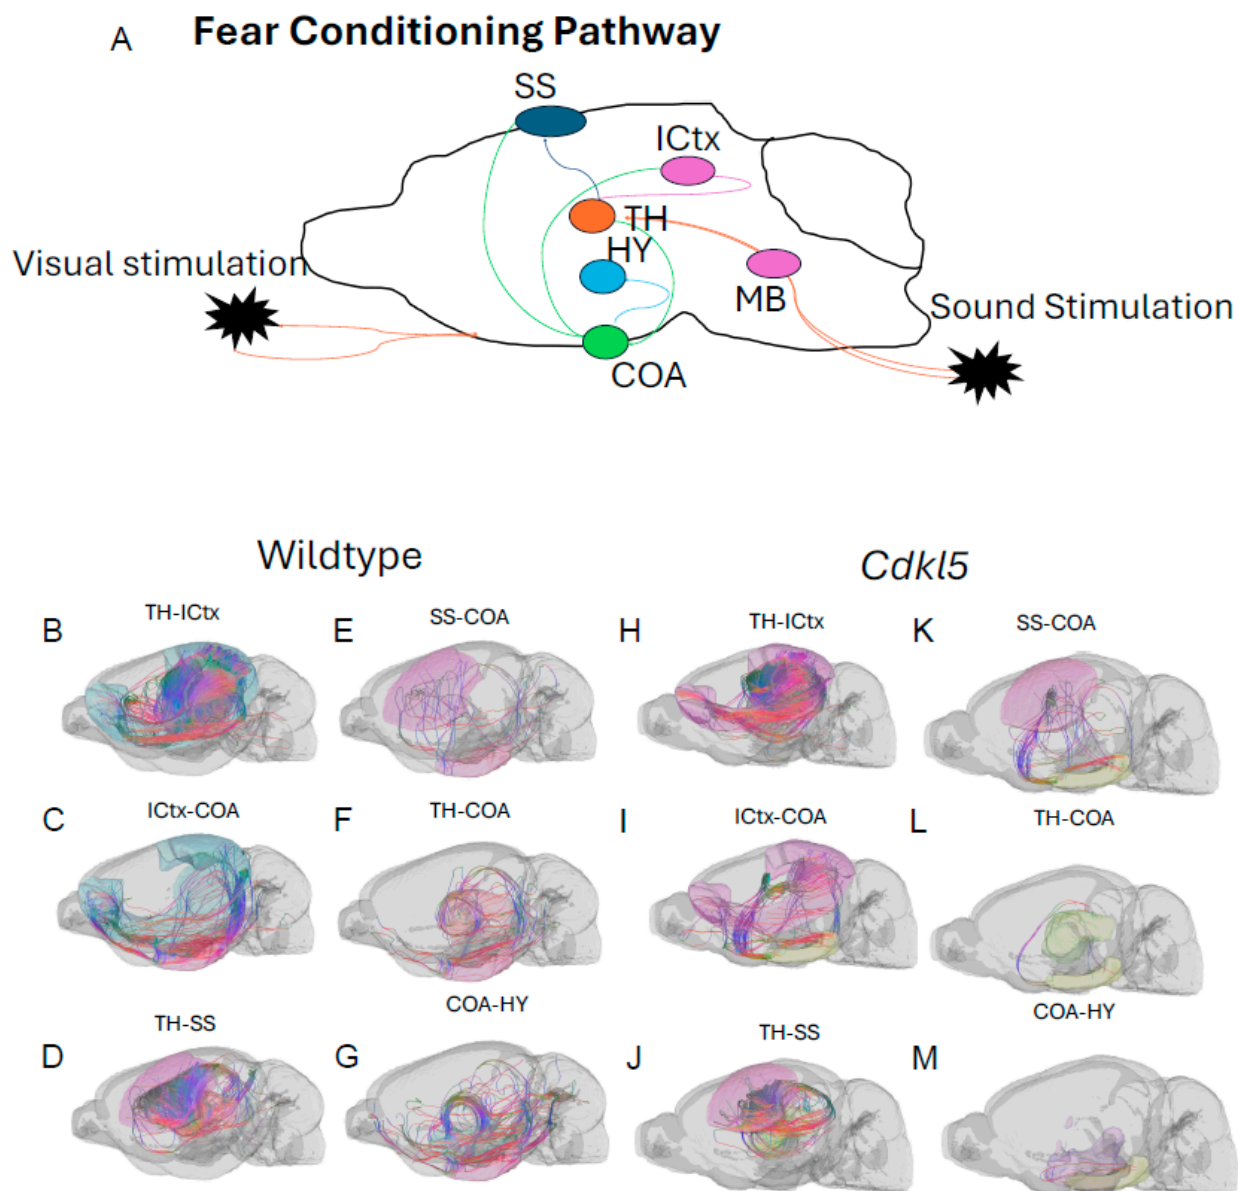 A Fear Conditioning Pathway
SS
ICtx
TH
HY
Visual stimulation
MB
Sound Stimulation
COA
Wildtype
Cdkl5
B TH-ICtx
E SS-COA
H TH-ICtx
K SS-COA
C ICtx-COA
F TH-COA
I ICtx-COA
L TH-COA
D TH-SS
G COA-HY
J TH-SS
M COA-HY